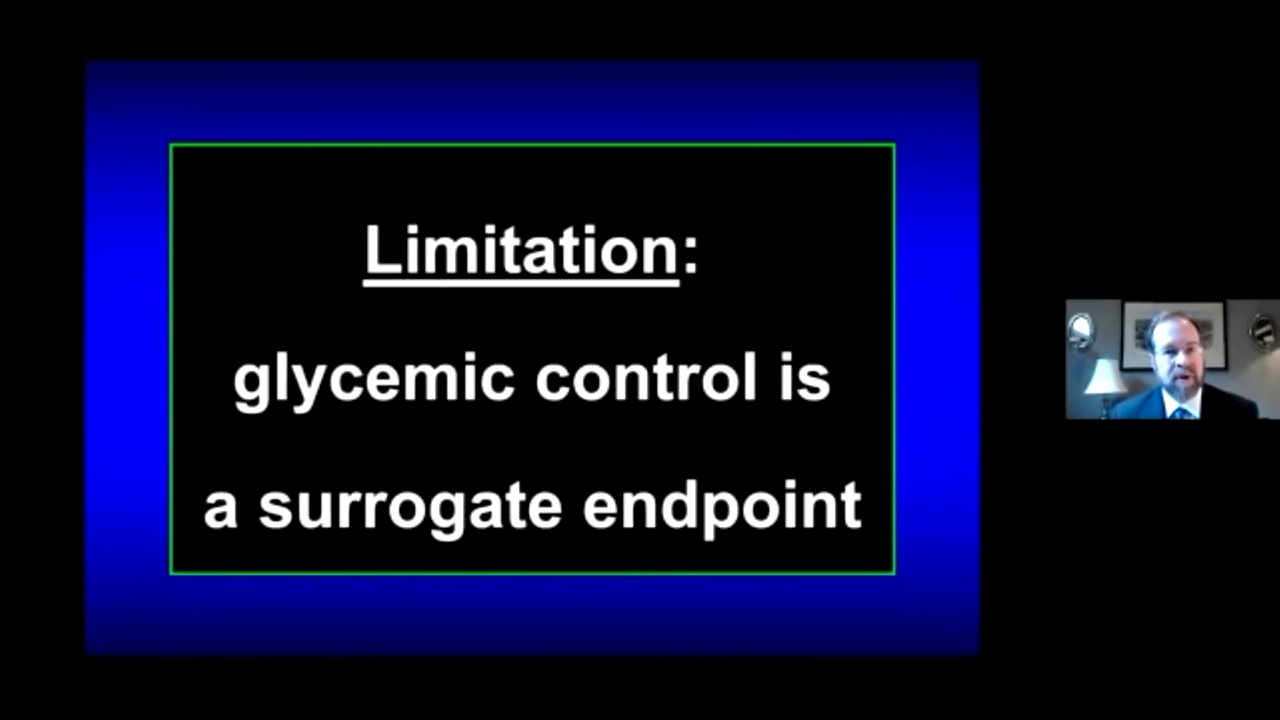 Limitation:
glycemic control is
a surrogate endpoint